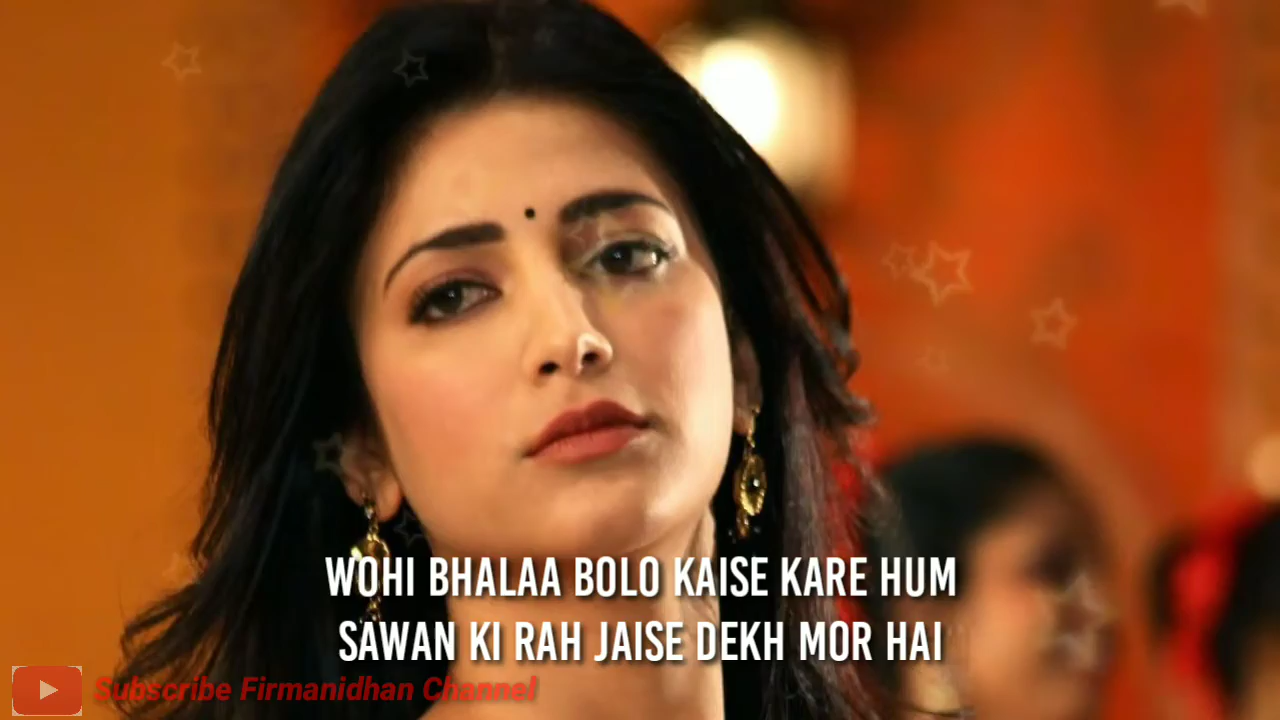 WOHI BHALAA BOLO KAISE KARE HUM
SAWAN KI RAH JAISE DEKH MOR HAI
Subscribe Firmanidhan Channel